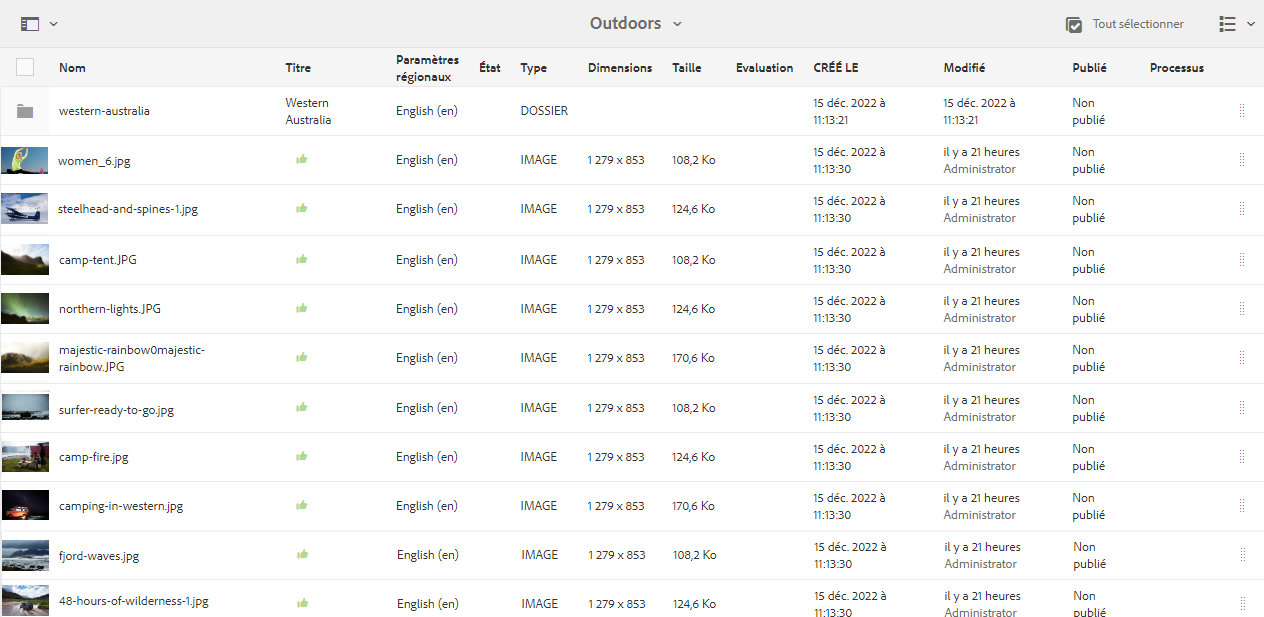 Outdoors
Tout sélectionner
Nom Titre Paramètres régionaux État Type Dimensions Taille Evaluation CRÉÉ LE Modifié Publié Processus
western-australia Western Australia English (en) DOSSIER 15 déc. 2022 à 11:13:21 15 déc. 2022 à 11:13:21 Non publié
women_6.jpg English (en) IMAGE 1 279 x 853 108,2 Ko 15 déc. 2022 à 11:13:30 il y a 21 heures Administrator Non publié
steelhead-and-spines-1.jpg English (en) IMAGE 1 279 x 853 124,6 Ko 15 déc. 2022 à 11:13:30 il y a 21 heures Administrator Non publié
camp-tent.JPG English (en) IMAGE 1 279 x 853 108,2 Ko 15 déc. 2022 à 11:13:30 il y a 21 heures Administrator Non publié
northern-lights.JPG English (en) IMAGE 1 279 x 853 124,6 Ko 15 déc. 2022 à 11:13:30 il y a 21 heures Administrator Non publié
majestic-rainbow0majestic-rainbow.JPG English (en) IMAGE 1 279 x 853 170,6 Ko 15 déc. 2022 à 11:13:30 il y a 21 heures Administrator Non publié
surfer-ready-to-go.jpg English (en) IMAGE 1 279 x 853 108,2 Ko 15 déc. 2022 à 11:13:30 il y a 21 heures Administrator Non publié
camp-fire.jpg English (en) IMAGE 1 279 x 853 124,6 Ko 15 déc. 2022 à 11:13:30 il y a 21 heures Administrator Non publié
camping-in-western.jpg English (en) IMAGE 1 279 x 853 170,6 Ko 15 déc. 2022 à 11:13:30 il y a 21 heures Administrator Non publié
fjord-waves.jpg English (en) IMAGE 1 279 x 853 108,2 Ko 15 déc. 2022 à 11:13:30 il y a 21 heures Administrator Non publié
48-hours-of-wilderness-1.jpg English (en) IMAGE 1 279 x 853 124,6 Ko 15 déc. 2022 à 11:13:30 il y a 21 heures Administrator Non publié